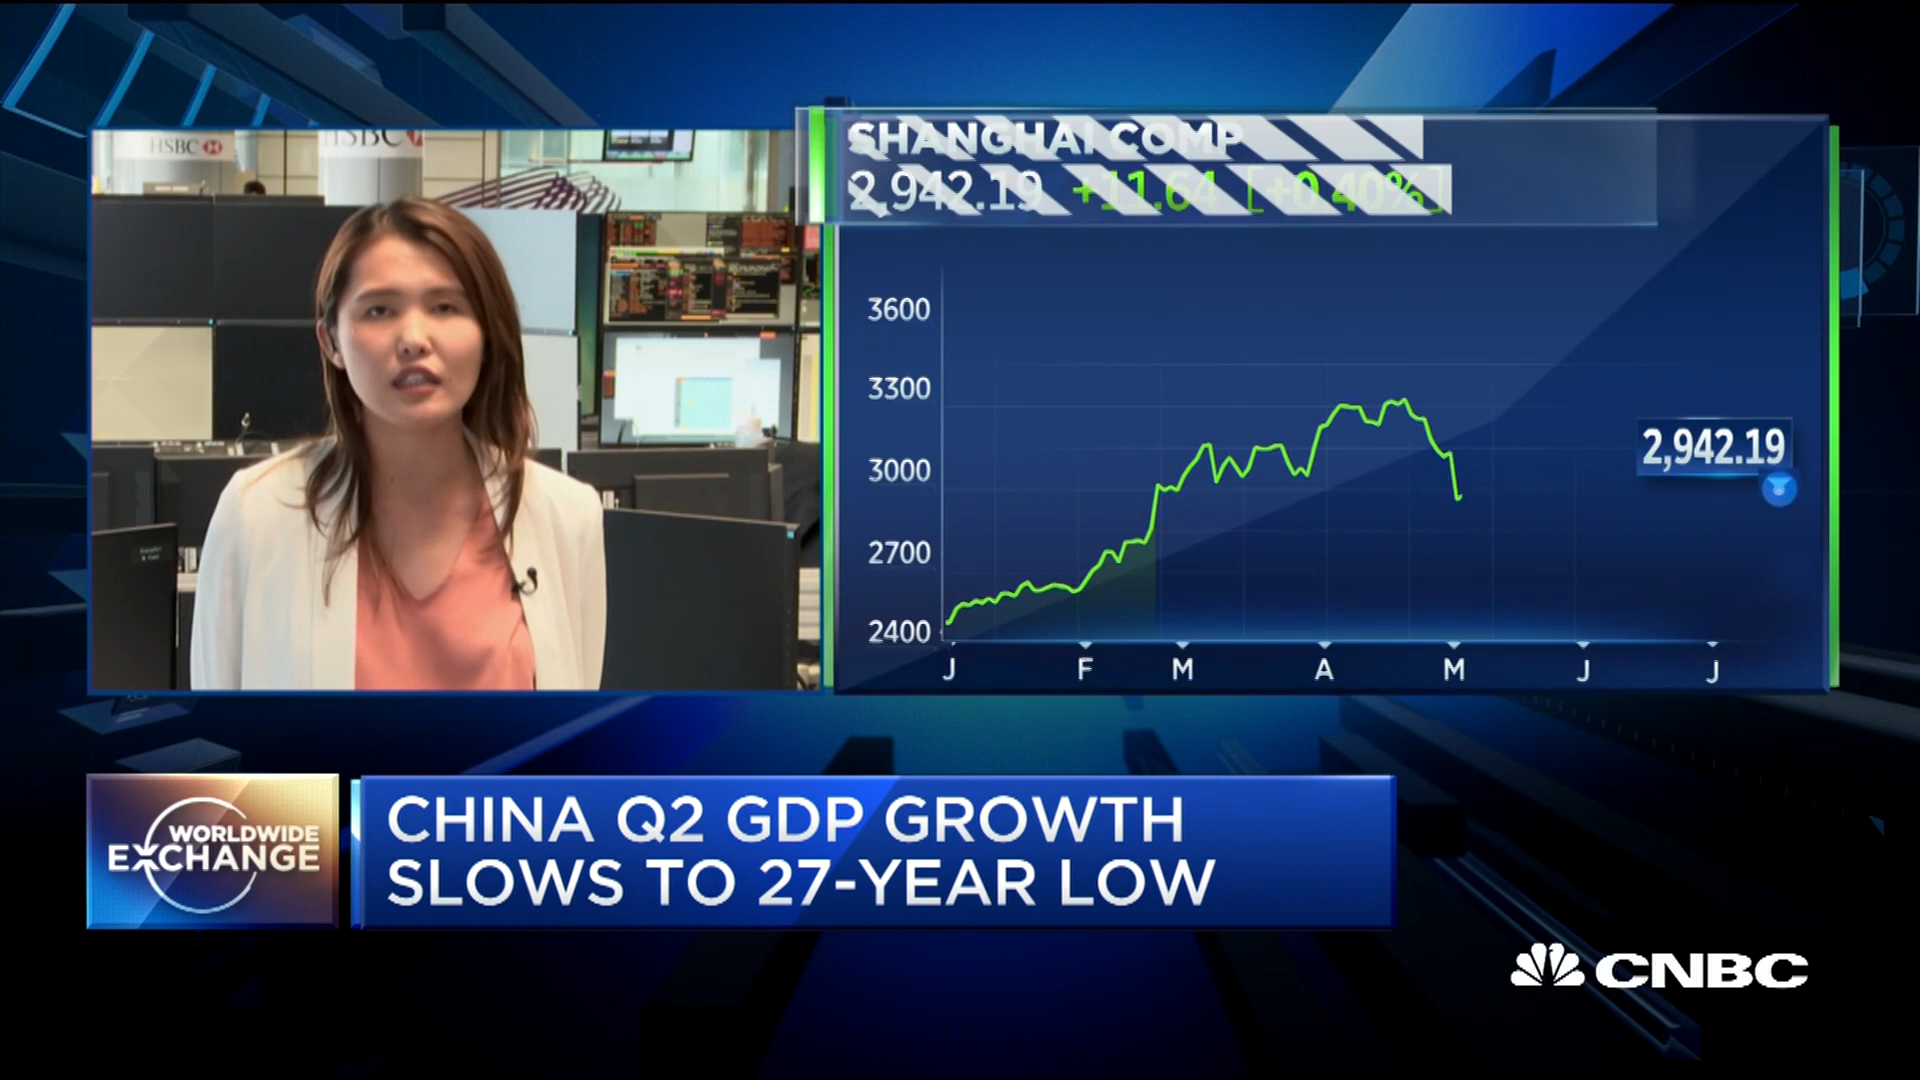 HSBC
HSBC
SHANGHAI COMP
2,942.19 +11.64 [+0.40%]
3600
3300
3000
2700
2400
2,942.19
J F M A M J J
WORLDWIDE
EXCHANGE
CHINA Q2 GDP GROWTH
SLOWS TO 27-YEAR LOW
CNBC